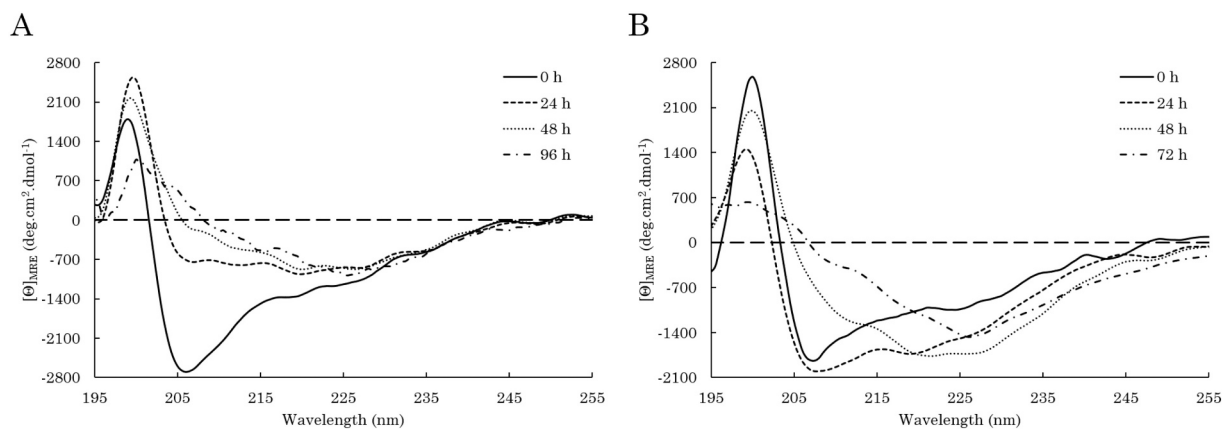 A
B
[Θ]MRE (deg.cm².dmol⁻¹)
2800
2100
1400
700
0
-700
-1400
-2100
-2800
0 h
24 h
48 h
96 h
195 205 215 225 235 245 255
Wavelength (nm)
[Θ]MRE (deg.cm².dmol⁻¹)
2800
2100
1400
700
0
-700
-1400
-2100
0 h
24 h
48 h
72 h
195 205 215 225 235 245 255
Wavelength (nm)